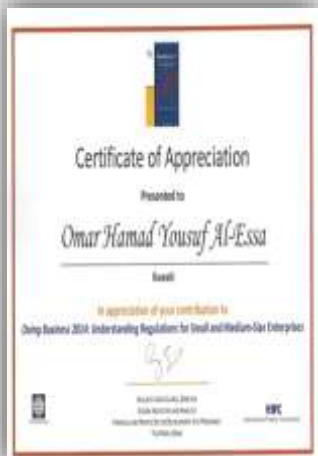 Certificate of Appreciation
Presented to
Omar Hamad Yousuf Al-Essa
Kuwait
In appreciation of your contribution to
Doing Business 2014: Understanding Regulations for Small and Medium-Size Enterprises